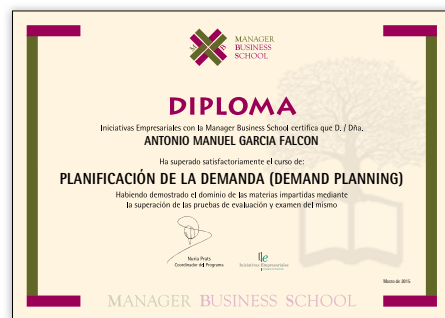 M B S
MANAGER
BUSINESS
SCHOOL
DIPLOMA
Iniciativas Empresariales con la Manager Business School certifica que D. / Dña.
ANTONIO MANUEL GARCIA FALCON
Ha superado satisfactoriamente el curso de:
PLANIFICACIÓN DE LA DEMANDA (DEMAND PLANNING)
Habiendo demostrado el dominio de las materias impartidas mediante
la superación de las pruebas de evaluación y examen del mismo
Nuria Prats
Coordinador del Programa
Iniciativas Empresariales
Marzo de 2015
MANAGER BUSINESS SCHOOL